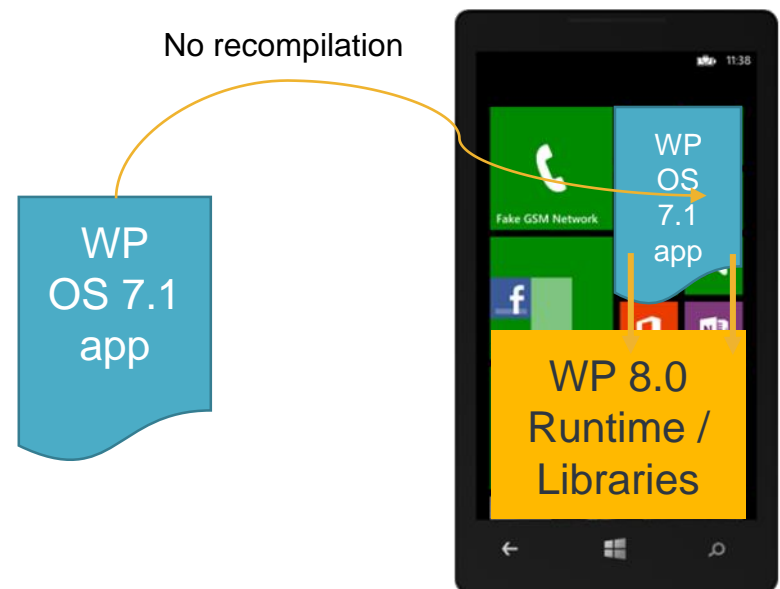 No recompilation
11:38
WP
OS 7.1
app
WP
OS
7.1
app
Fake GSM Network
f
WP 8.0
Runtime /
Libraries